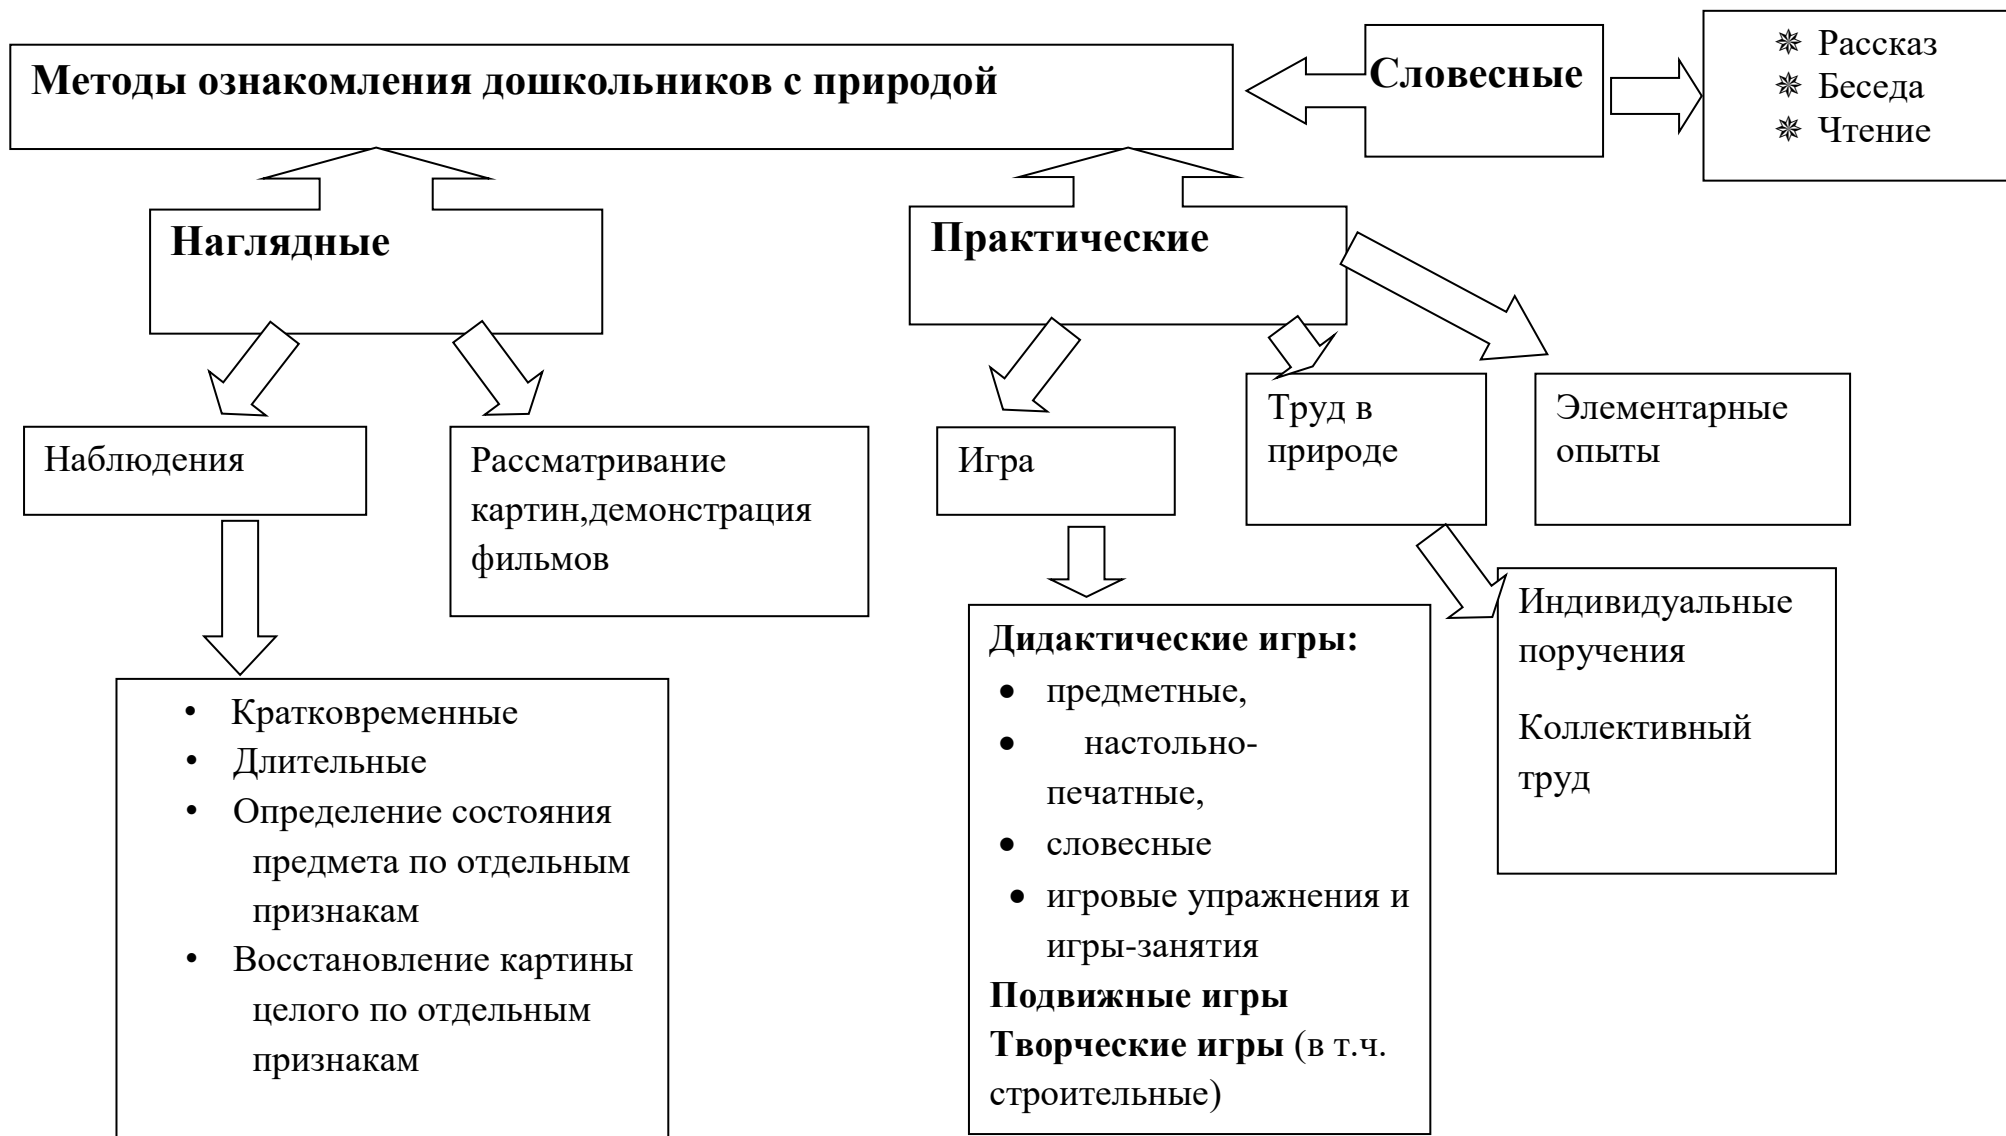 Методы ознакомления дошкольников с природой
Словесные
✵ Рассказ
✵ Беседа
✵ Чтение
Наглядные
Практические
Наблюдения
Рассматривание
картин,демонстрация
фильмов
Игра
Труд в
природе
Элементарные
опыты
• Кратковременные
• Длительные
• Определение состояния
предмета по отдельным
признакам
• Восстановление картины
целого по отдельным
признакам
Дидактические игры:
• предметные,
• настольно-
печатные,
• словесные
• игровые упражнения и
игры-занятия
Подвижные игры
Творческие игры (в т.ч.
строительные)
Индивидуальные
поручения
Коллективный
труд